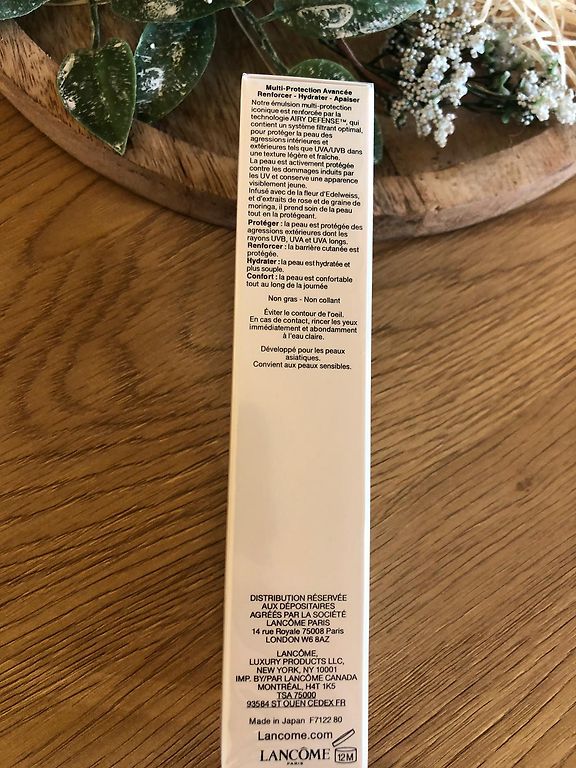 Multi-Protection Avancée
Renforcer - Hydrater - Apaiser
Notre émulsion multi-protection
iconique est renforcée par la
technologie AIRY DEFENSE™, qui
contient un système filtrant optimal,
pour protéger la peau des
agressions intérieures et
extérieures tels que UVA/UVB dans
une texture légère et fraîche.
La peau est activement protégée
contre les dommages induits par
les UV et conserve une apparence
visiblement jeune.
Infusé avec de la fleur d'Edelweiss,
et d'extraits de rose et de graine de
moringa, il prend soin de la peau
tout en la protégeant.
Protéger : la peau est protégée des
agressions extérieures dont les
rayons UVB, UVA et UVA longs.
Renforcer : la barrière cutanée est
protégée.
Hydrater : la peau est hydratée et
plus souple.
Confort : la peau est confortable
tout au long de la journée
Non gras - Non collant
Éviter le contour de l'oeil.
En cas de contact, rincer les yeux
immédiatement et abondamment
à l'eau claire.
Développé pour les peaux
asiatiques.
Convient aux peaux sensibles.
DISTRIBUTION RÉSERVÉE
AUX DÉPOSITAIRES
AGRÉÉS PAR LA SOCIÉTÉ
LANCÔME PARIS
14 rue Royale 75008 Paris
LONDON W6 8AZ
LANCÔME,
LUXURY PRODUCTS LLC,
NEW YORK, NY 10001
IMP. BY/PAR LANCÔME CANADA
MONTRÉAL, H4T 1K5
TSA 75000
93584 ST OUEN CEDEX FR
Made in Japan F7122 80
Lancome.com
LANCÔME 12M
PARIS